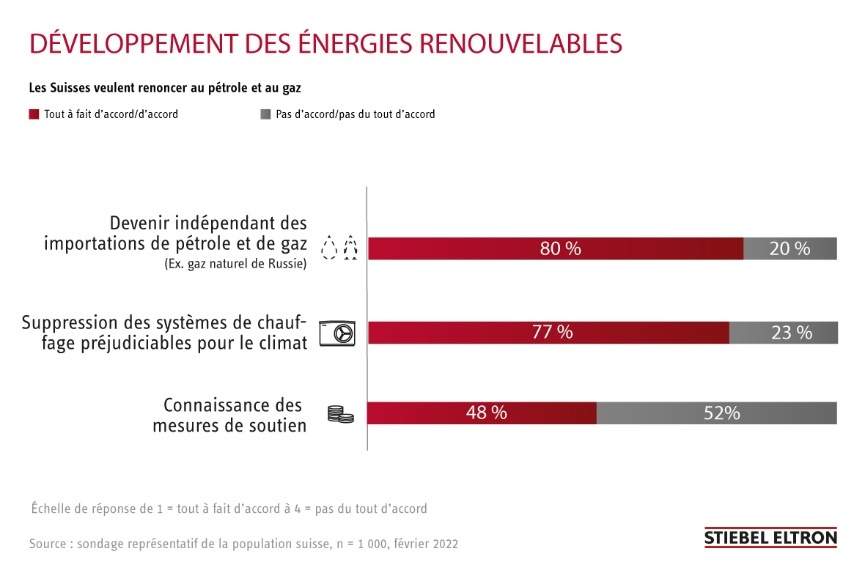 DÉVELOPPEMENT DES ÉNERGIES RENOUVELABLES
Les Suisses veulent renoncer au pétrole et au gaz
Tout à fait d'accord/d'accord
Pas d'accord/pas du tout d'accord
Devenir indépendant des
importations de pétrole et de gaz
(Ex. gaz naturel de Russie)
80 %
20 %
Suppression des systèmes de chauf-
fage préjudiciables pour le climat
77 %
23 %
Connaissance des
mesures de soutien
48 %
52%
Échelle de réponse de 1 = tout à fait d'accord à 4 = pas du tout d'accord
Source : sondage représentatif de la population suisse, n = 1 000, février 2022
STIEBEL ELTRON